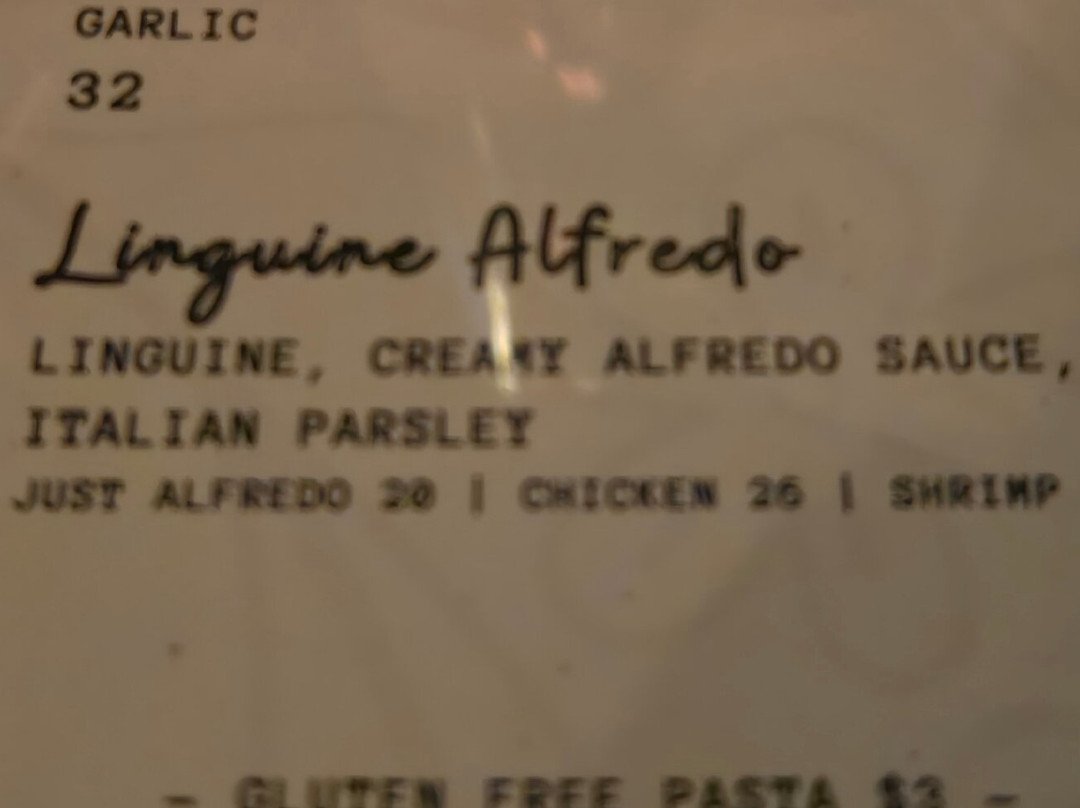 GARLIC
32
Linguine Alfredo
LINGUINE, CREAMY ALFREDO SAUCE,
ITALIAN PARSLEY
JUST ALFREDO 20 | CHICKEN 26 | SHRIMP
- GLUTEN FREE PASTA $3 -